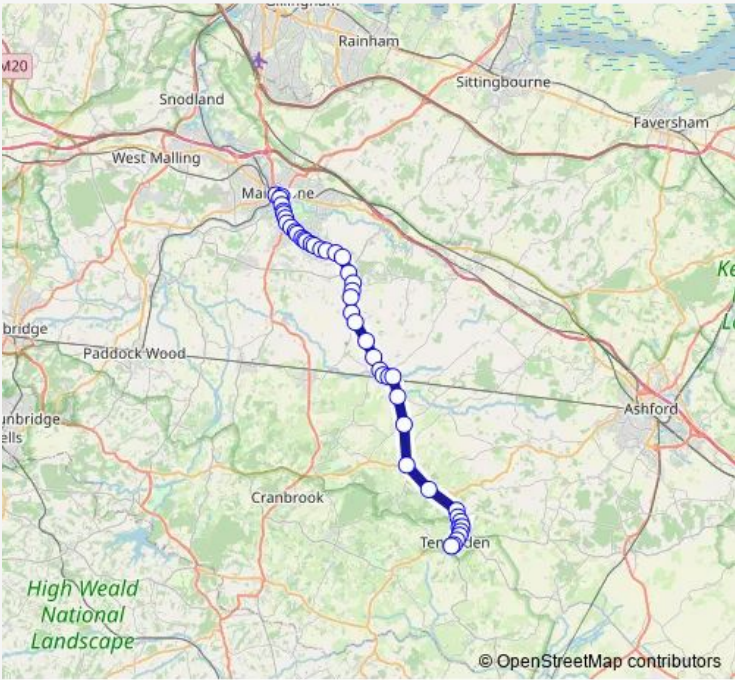 Rainham
M20
Sittingbourne
Snodland
Faversham
West Malling
Paddock Wood
Ashford
Cranbrook
High Weald
National
Landscape
© OpenStreetMap contributors